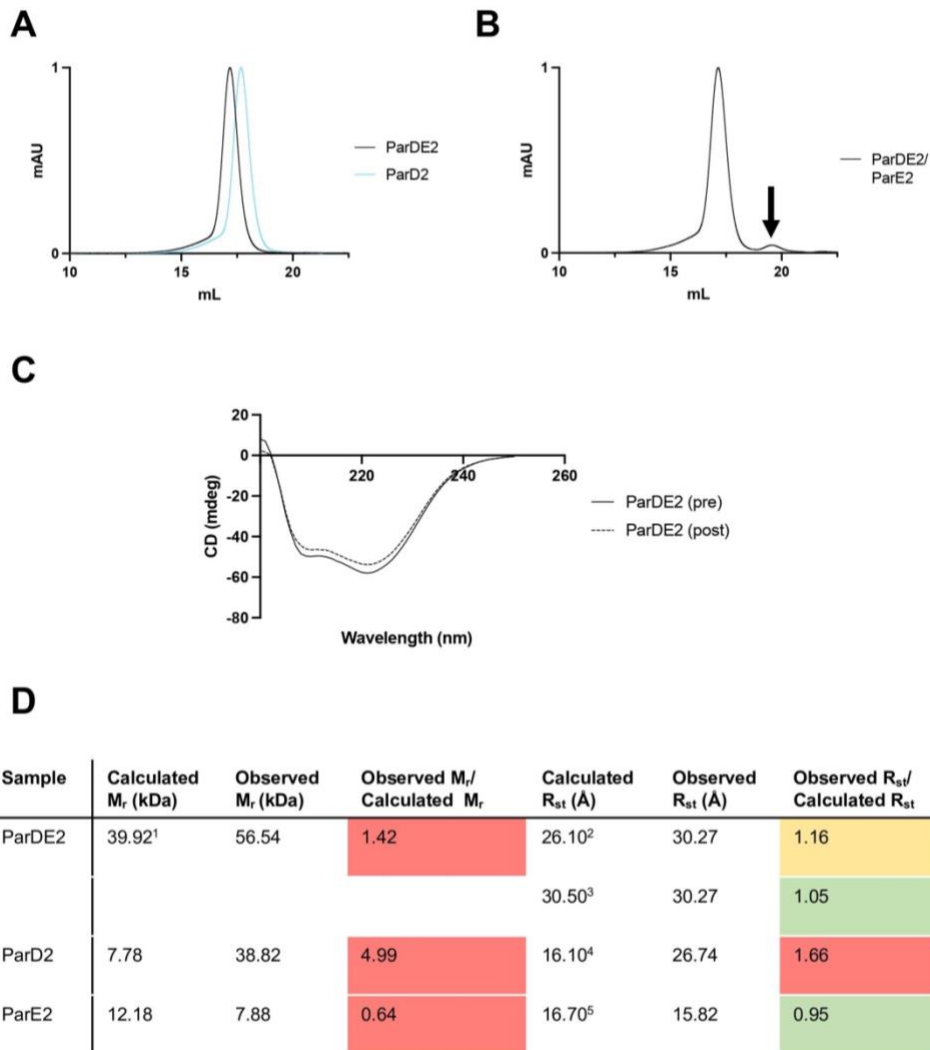 A
1
mAU
0
10
15
20
mL
ParDE2
ParD2
B
1
mAU
0
10
15
20
mL
ParDE2/
ParE2
C
20
0
-20
-40
-60
-80
CD (mdeg)
220
240
260
Wavelength (nm)
ParDE2 (pre)
ParDE2 (post)
D
Sample Calculated Mᵣ (kDa) Observed Mᵣ (kDa) Observed Mᵣ/ Calculated Mᵣ Calculated Rₛₜ (Å) Observed Rₛₜ (Å) Observed Rₛₜ/ Calculated Rₛₜ
ParDE2 39.92¹ 56.54 1.42 26.10² 30.27 1.16
30.50³ 30.27 1.05
ParD2 7.78 38.82 4.99 16.10⁴ 26.74 1.66
ParE2 12.18 7.88 0.64 16.70⁵ 15.82 0.95